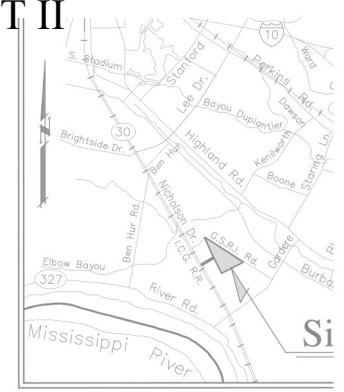 T II
10
Ward
S. Stadium
Stanford
Parkins Rd.
Lee Dr.
Bayou Duplantier
Dawson
30
Brightside Dr.
Highland Rd.
Kenilworth
Staring Ln.
Ben Hur
Boone
Nicholson Dr.
Ben Hur Rd.
I.C.G. R.R.
G.S.R.I. Rd.
Gardere
Elbow Bayou
327
River Rd.
Burba
Mississippi River
Si